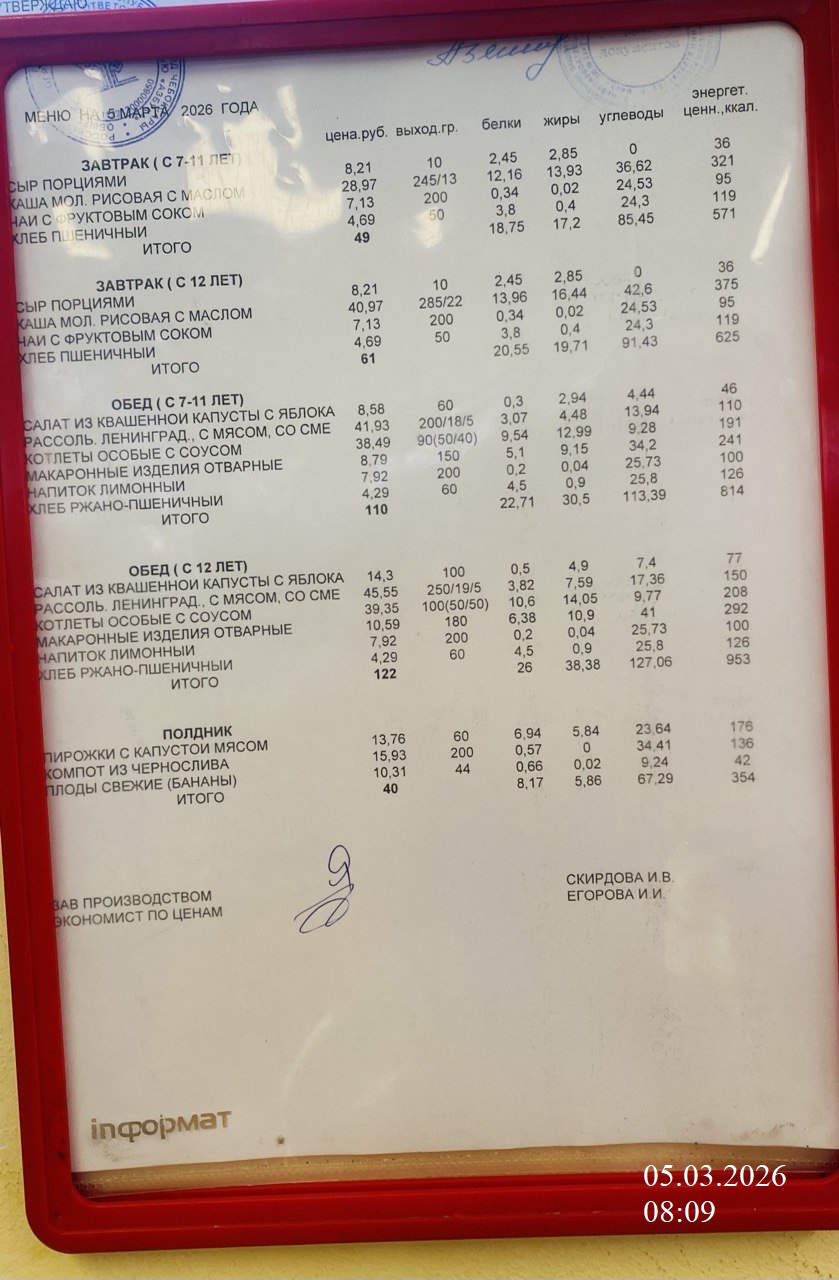 УТВЕРЖДАЮ
МЕНЮ НА 5 МАРТА 2026 ГОДА
цена.руб. выход.гр. белки жиры углеводы энергет. ценн.,ккал.
ЗАВТРАК ( С 7-11 ЛЕТ)
СЫР ПОРЦИЯМИ 8,21 10 2,45 2,85 0 36
КАША МОЛ. РИСОВАЯ С МАСЛОМ 28,97 245/13 12,16 13,93 36,62 321
ЧАЙ С ФРУКТОВЫМ СОКОМ 7,13 200 0,34 0,02 24,53 95
ХЛЕБ ПШЕНИЧНЫЙ 4,69 50 3,8 0,4 24,3 119
ИТОГО 49 18,75 17,2 85,45 571
ЗАВТРАК ( С 12 ЛЕТ)
СЫР ПОРЦИЯМИ 8,21 10 2,45 2,85 0 36
КАША МОЛ. РИСОВАЯ С МАСЛОМ 40,97 285/22 13,96 16,44 42,6 375
ЧАЙ С ФРУКТОВЫМ СОКОМ 7,13 200 0,34 0,02 24,53 95
ХЛЕБ ПШЕНИЧНЫЙ 4,69 50 3,8 0,4 24,3 119
ИТОГО 61 20,55 19,71 91,43 625
ОБЕД ( С 7-11 ЛЕТ)
САЛАТ ИЗ КВАШЕННОЙ КАПУСТЫ С ЯБЛОКА 8,58 60 0,3 2,94 4,44 46
РАССОЛЬ. ЛЕНИНГРАД., С МЯСОМ, СО СМЕ 41,93 200/18/5 3,07 4,48 13,94 110
КОТЛЕТЫ ОСОБЫЕ С СОУСОМ 38,49 90(50/40) 9,54 12,99 9,28 191
МАКАРОННЫЕ ИЗДЕЛИЯ ОТВАРНЫЕ 8,79 150 5,1 9,15 34,2 241
НАПИТОК ЛИМОННЫЙ 7,92 200 0,2 0,04 25,73 100
ХЛЕБ РЖАНО-ПШЕНИЧНЫЙ 4,29 60 4,5 0,9 25,8 126
ИТОГО 110 22,71 30,5 113,39 814
ОБЕД ( С 12 ЛЕТ)
САЛАТ ИЗ КВАШЕННОЙ КАПУСТЫ С ЯБЛОКА 14,3 100 0,5 4,9 7,4 77
РАССОЛЬ. ЛЕНИНГРАД., С МЯСОМ, СО СМЕ 45,55 250/19/5 3,82 7,59 17,36 150
КОТЛЕТЫ ОСОБЫЕ С СОУСОМ 39,35 100(50/50) 10,6 14,05 9,77 208
МАКАРОННЫЕ ИЗДЕЛИЯ ОТВАРНЫЕ 10,59 180 6,38 10,9 41 292
НАПИТОК ЛИМОННЫЙ 7,92 200 0,2 0,04 25,73 100
ХЛЕБ РЖАНО-ПШЕНИЧНЫЙ 4,29 60 4,5 0,9 25,8 126
ИТОГО 122 26 38,38 127,06 953
ПОЛДНИК
ПИРОЖКИ С КАПУСТОЙ МЯСОМ 13,76 60 6,94 5,84 23,64 176
КОМПОТ ИЗ ЧЕРНОСЛИВА 15,93 200 0,57 0 34,41 136
ПЛОДЫ СВЕЖИЕ (БАНАНЫ) 10,31 44 0,66 0,02 9,24 42
ИТОГО 40 8,17 5,86 67,29 354
ЗАВ ПРОИЗВОДСТВОМ СКИРДОВА И.В.
ЭКОНОМИСТ ПО ЦЕНАМ ЕГОРОВА И.И.
inформат
05.03.2026
08:09